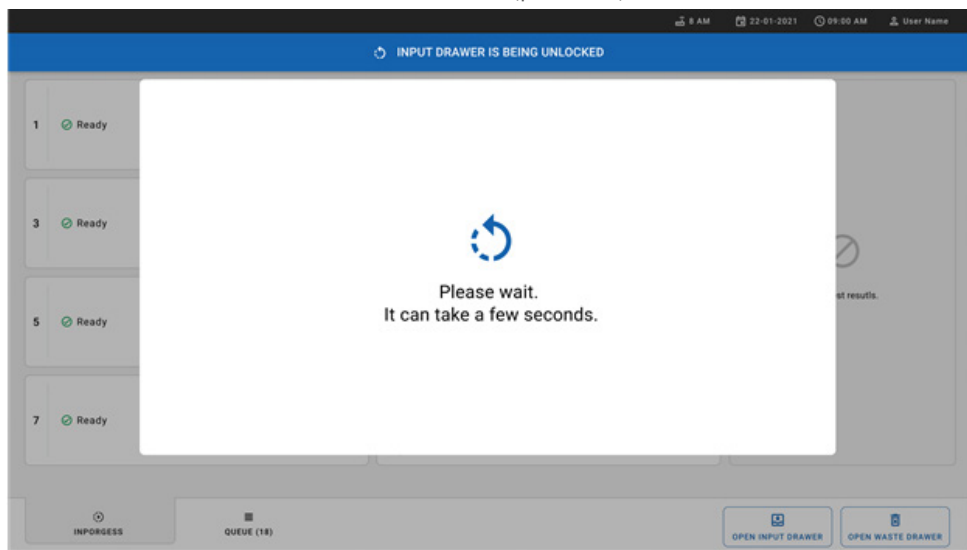 8 AM 22-01-2021 09:00 AM User Name
INPUT DRAWER IS BEING UNLOCKED
1 Ready
3 Ready
5 Ready
7 Ready
Please wait.
It can take a few seconds.
resutls.
INPORGESS QUEUE (18) OPEN INPUT DRAWER OPEN WASTE DRAWER